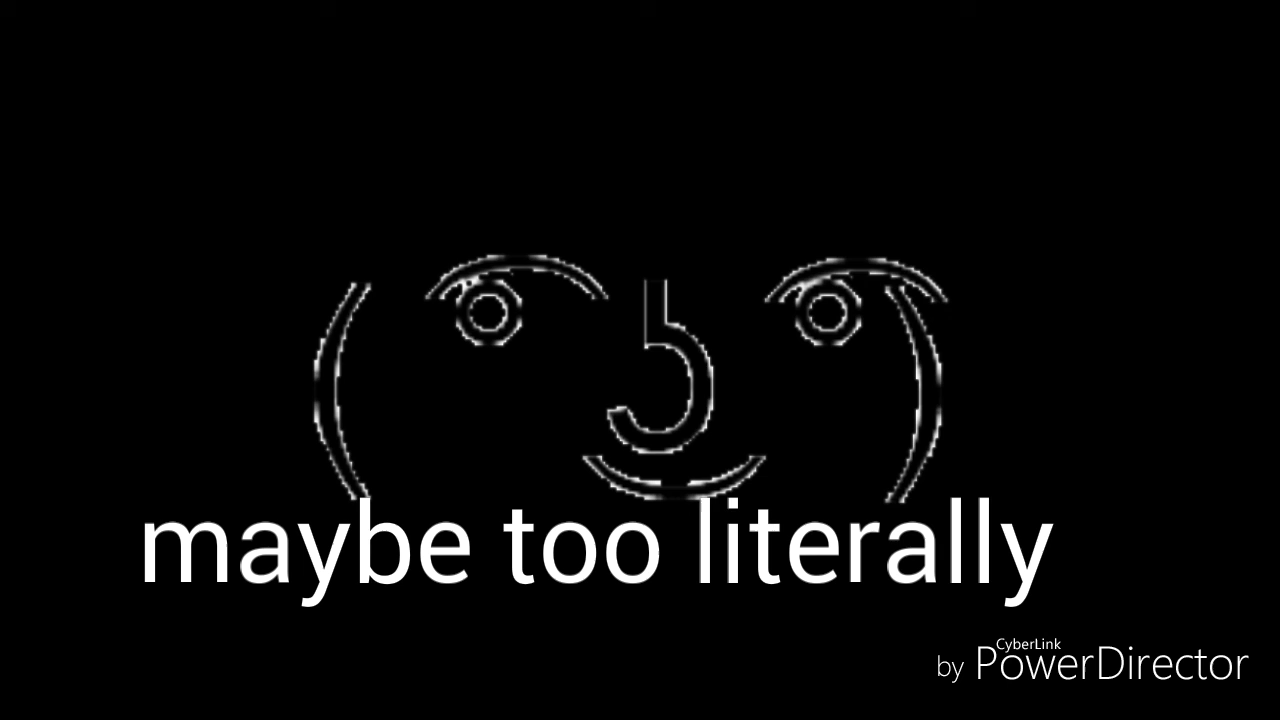 ( ͡° ͜ʖ ͡°)
maybe too literally
CyberLink
by PowerDirector